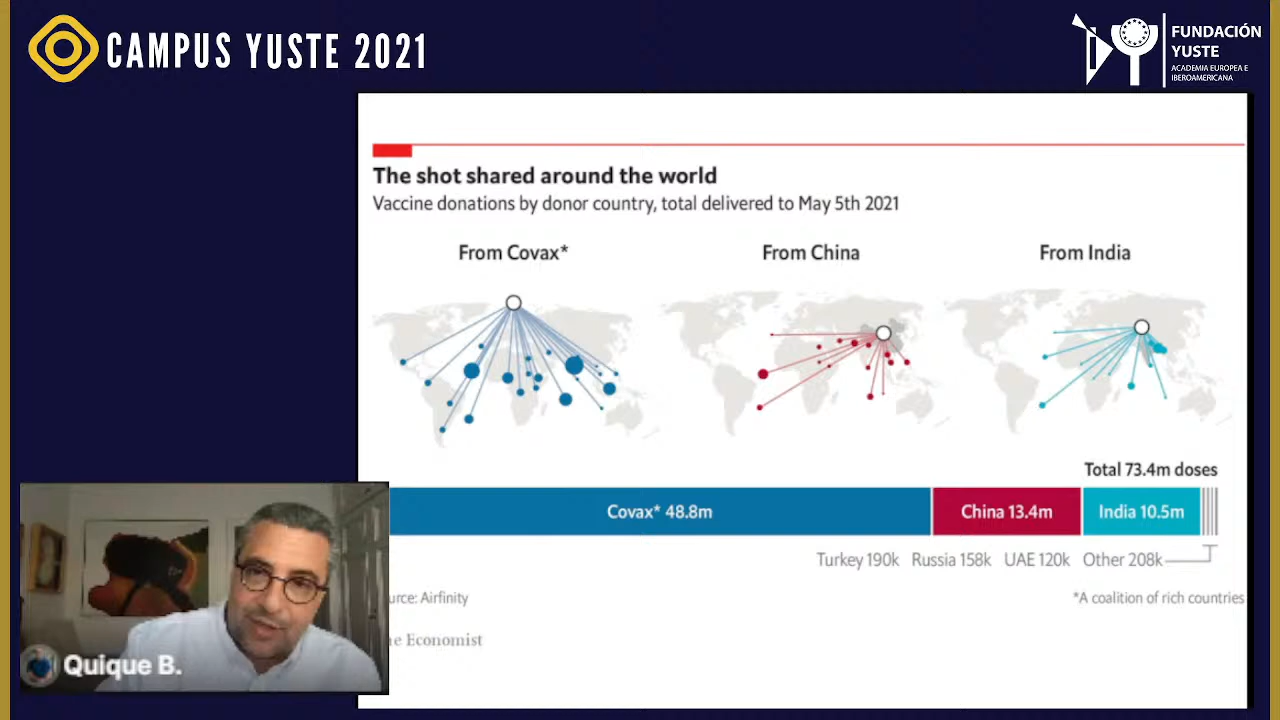 CAMPUS YUSTE 2021
FUNDACIÓN
YUSTE
ACADEMIA EUROPEA E
IBEROAMERICANA
The shot shared around the world
Vaccine donations by donor country, total delivered to May 5th 2021
From Covax*
From China
From India
Total 73.4m doses
Covax* 48.8m
China 13.4m
India 10.5m
Turkey 190k Russia 158k UAE 120k Other 208k
urce: Airfinity
*A coalition of rich countries
e Economist
Quique B.